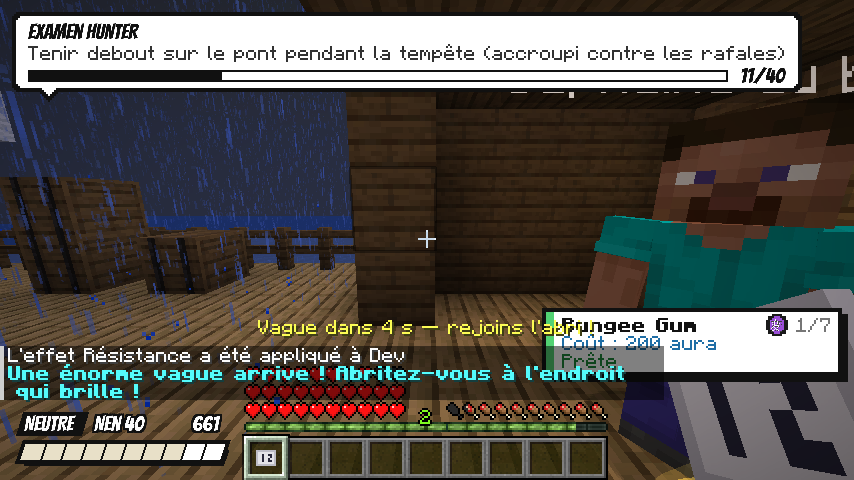 EXAMEN HUNTER
Tenir debout sur le pont pendant la tempête (accroupi contre les rafales)
11/40
Vague dans 4 s — rejoins l'abri !
Bungee Gum
1/7
Coût : 200 aura
Prête
L'effet Résistance a été appliqué à Dev
Une énorme vague arrive ! Abritez-vous à l'endroit
qui brille !
NEUTRE
NEN 40
661
2
12